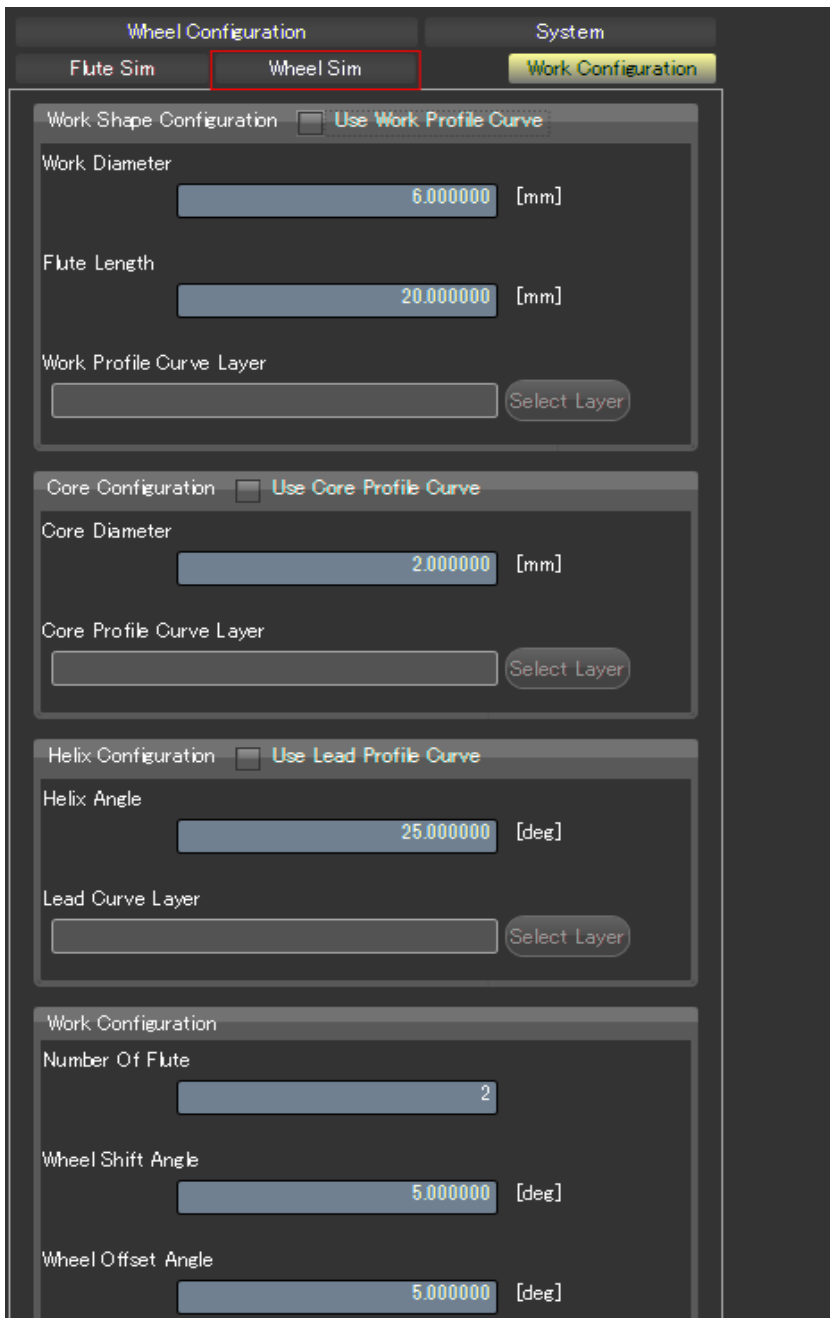 Wheel Configuration System
Flute Sim Wheel Sim Work Configuration
Work Shape Configuration Use Work Profile Curve
Work Diameter
6.000000 [mm]
Flute Length
20.000000 [mm]
Work Profile Curve Layer
Select Layer
Core Configuration Use Core Profile Curve
Core Diameter
2.000000 [mm]
Core Profile Curve Layer
Select Layer
Helix Configuration Use Lead Profile Curve
Helix Angle
25.000000 [deg]
Lead Curve Layer
Select Layer
Work Configuration
Number Of Flute
2
Wheel Shift Angle
5.000000 [deg]
Wheel Offset Angle
5.000000 [deg]